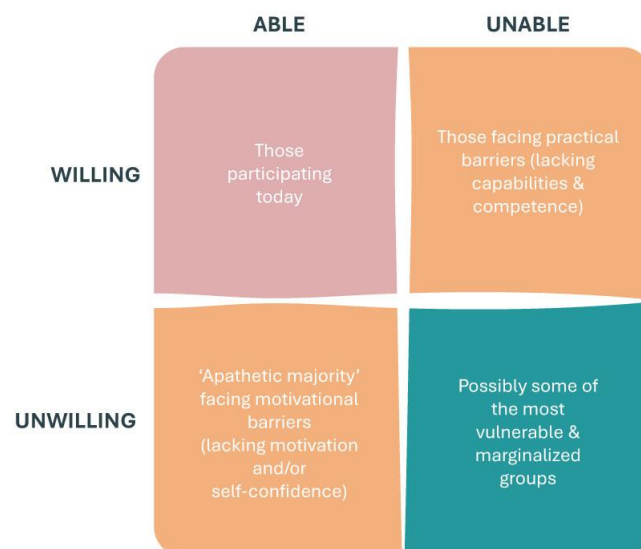 ABLE
UNABLE
WILLING
Those
participating
today
Those facing practical
barriers (lacking
capabilities &
competence)
UNWILLING
‘Apathetic majority’
facing motivational
barriers
(lacking motivation
and/or
self-confidence)
Possibly some of
the most
vulnerable &
marginalized
groups